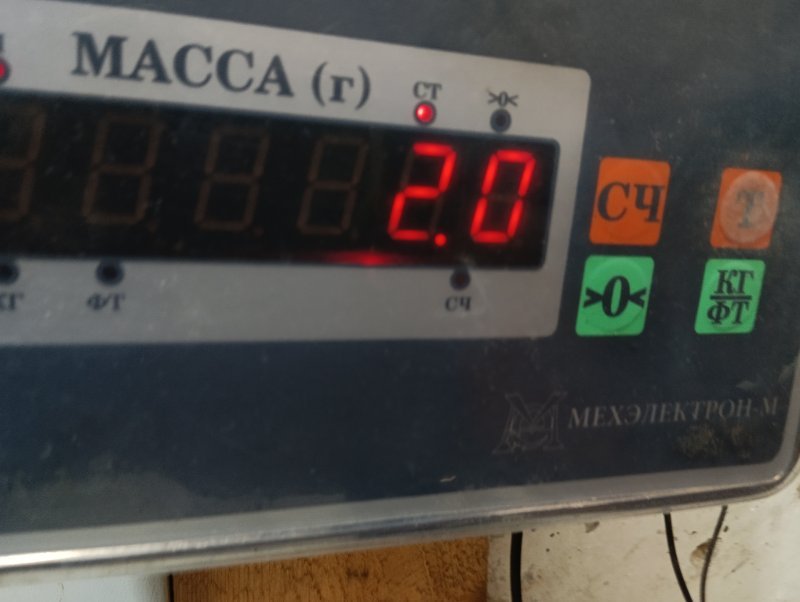 МАССА (г)
СТ
>0<
2.0
СЧ
Т
>0<
КГ
ФТ
КГ
ФТ
СЧ
МЕХЭЛЕКТРОН-М